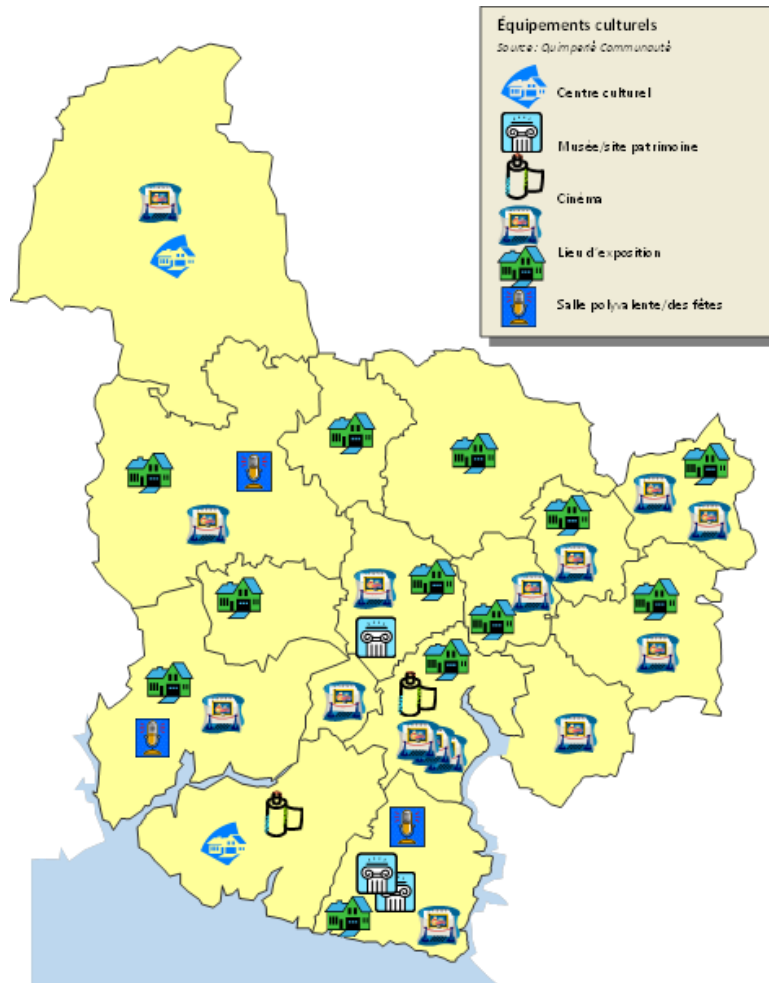 Équipements culturels
Source : Quimperlé Communauté
Centre culturel
Musée/site patrimoine
Cinéma
Lieu d'exposition
Salle polyvalente/des fêtes